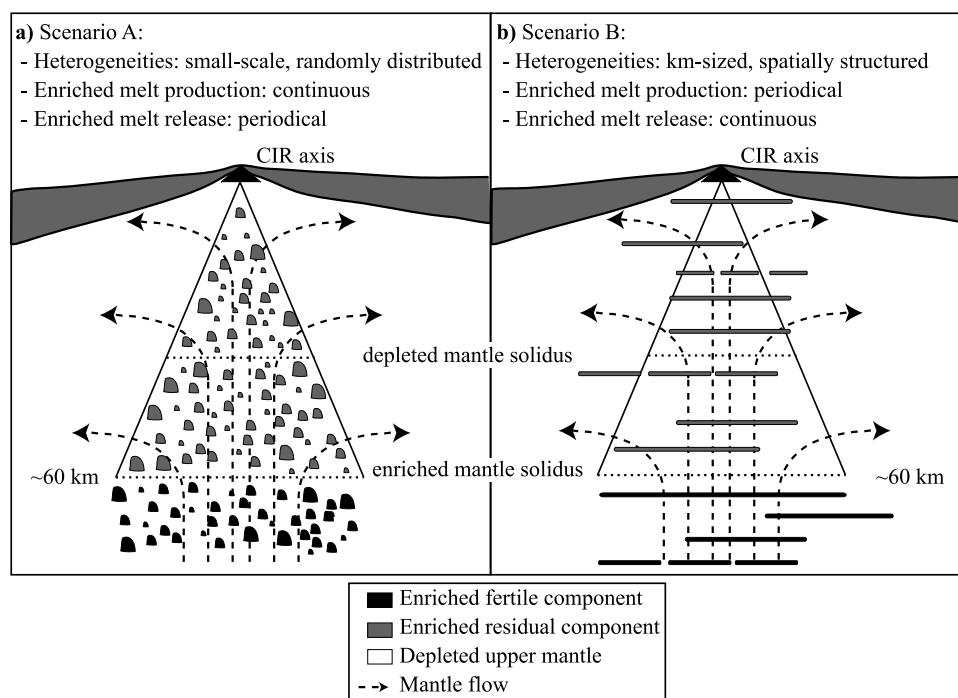 a) Scenario A:
- Heterogeneities: small-scale, randomly distributed
- Enriched melt production: continuous
- Enriched melt release: periodical
CIR axis
b) Scenario B:
- Heterogeneities: km-sized, spatially structured
- Enriched melt production: periodical
- Enriched melt release: continuous
CIR axis
depleted mantle solidus
enriched mantle solidus
~60 km
~60 km
Enriched fertile component
Enriched residual component
Depleted upper mantle
Mantle flow